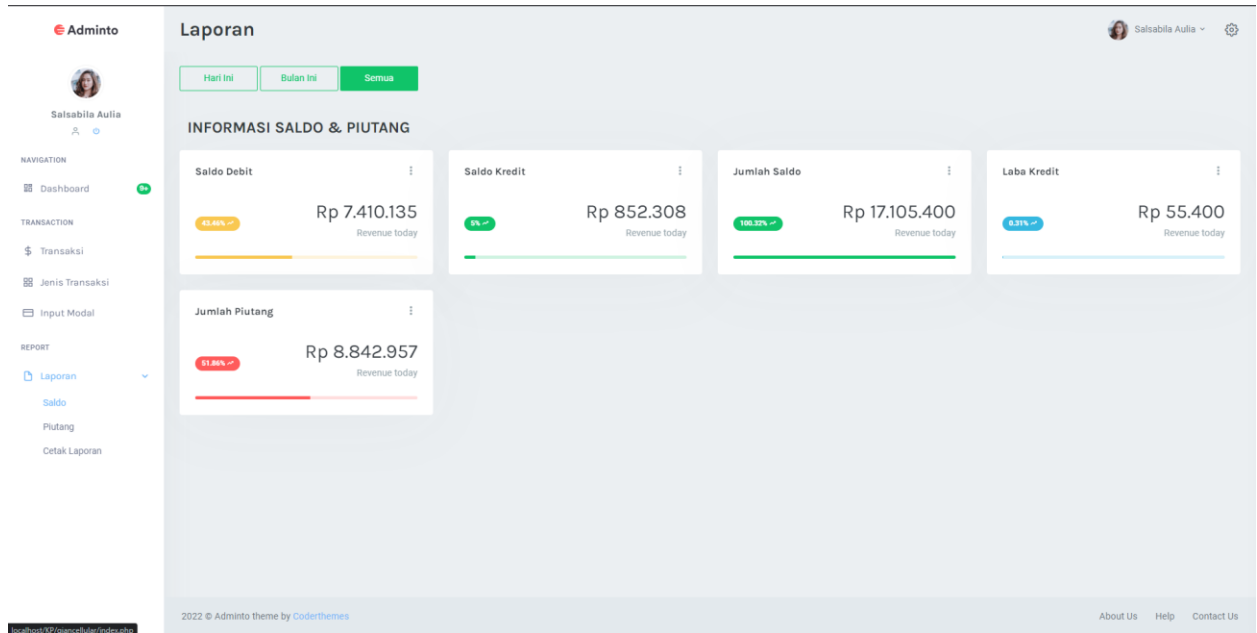 Adminto
Laporan
Salsabila Aulia
Salsabila Aulia
Hari Ini
Bulan Ini
Semua
INFORMASI SALDO & PIUTANG
NAVIGATION
Dashboard
9+
TRANSACTION
Transaksi
Jenis Transaksi
Input Modal
REPORT
Laporan
Saldo
Piutang
Cetak Laporan
Saldo Debit
43.46%
Rp 7.410.135
Revenue today
Saldo Kredit
5%
Rp 852.308
Revenue today
Jumlah Saldo
100.32%
Rp 17.105.400
Revenue today
Laba Kredit
0.31%
Rp 55.400
Revenue today
Jumlah Piutang
51.86%
Rp 8.842.957
Revenue today
2022 © Adminto theme by Coderthemes
About Us
Help
Contact Us
localhost/KP/giancellular/index.php